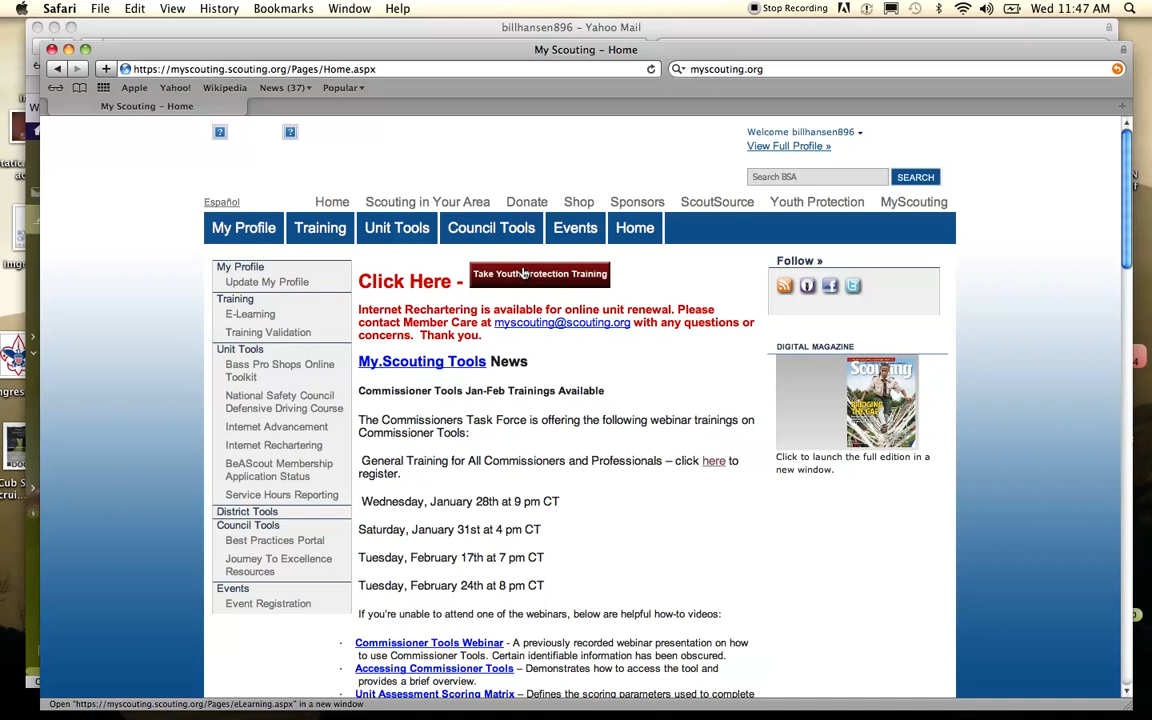 Safari File Edit View History Bookmarks Window Help Stop Recording Wed 11:47 AM
billhansen896 – Yahoo Mail
My Scouting – Home
https://myscouting.scouting.org/Pages/Home.aspx myscouting.org
Apple Yahoo! Wikipedia News (37) Popular
My Scouting – Home
Welcome billhansen896
View Full Profile »
Search BSA SEARCH
Español Home Scouting in Your Area Donate Shop Sponsors ScoutSource Youth Protection MyScouting
My Profile Training Unit Tools Council Tools Events Home
My Profile
Update My Profile
Training
E-Learning
Training Validation
Unit Tools
Bass Pro Shops Online
Toolkit
National Safety Council
Defensive Driving Course
Internet Advancement
Internet Rechartering
BeAScout Membership
Application Status
Service Hours Reporting
District Tools
Council Tools
Best Practices Portal
Journey To Excellence
Resources
Events
Event Registration
Click Here - Take Youth Protection Training
Internet Rechartering is available for online unit renewal. Please
contact Member Care at myscouting@scouting.org with any questions or
concerns. Thank you.
My.Scouting Tools News
Commissioner Tools Jan-Feb Trainings Available
The Commissioners Task Force is offering the following webinar trainings on
Commissioner Tools:
General Training for All Commissioners and Professionals – click here to
register.
Wednesday, January 28th at 9 pm CT
Saturday, January 31st at 4 pm CT
Tuesday, February 17th at 7 pm CT
Tuesday, February 24th at 8 pm CT
If you're unable to attend one of the webinars, below are helpful how-to videos:
· Commissioner Tools Webinar - A previously recorded webinar presentation on how
to use Commissioner Tools. Certain identifiable information has been obscured.
· Accessing Commissioner Tools – Demonstrates how to access the tool and
provides a brief overview.
· Unit Assessment Scoring Matrix – Defines the scoring parameters used to complete
Follow »
DIGITAL MAGAZINE
Scouting
BRIDGING
THE GAP
Click to launch the full edition in a
new window.
Open "https://myscouting.scouting.org/Pages/eLearning.aspx" in a new window